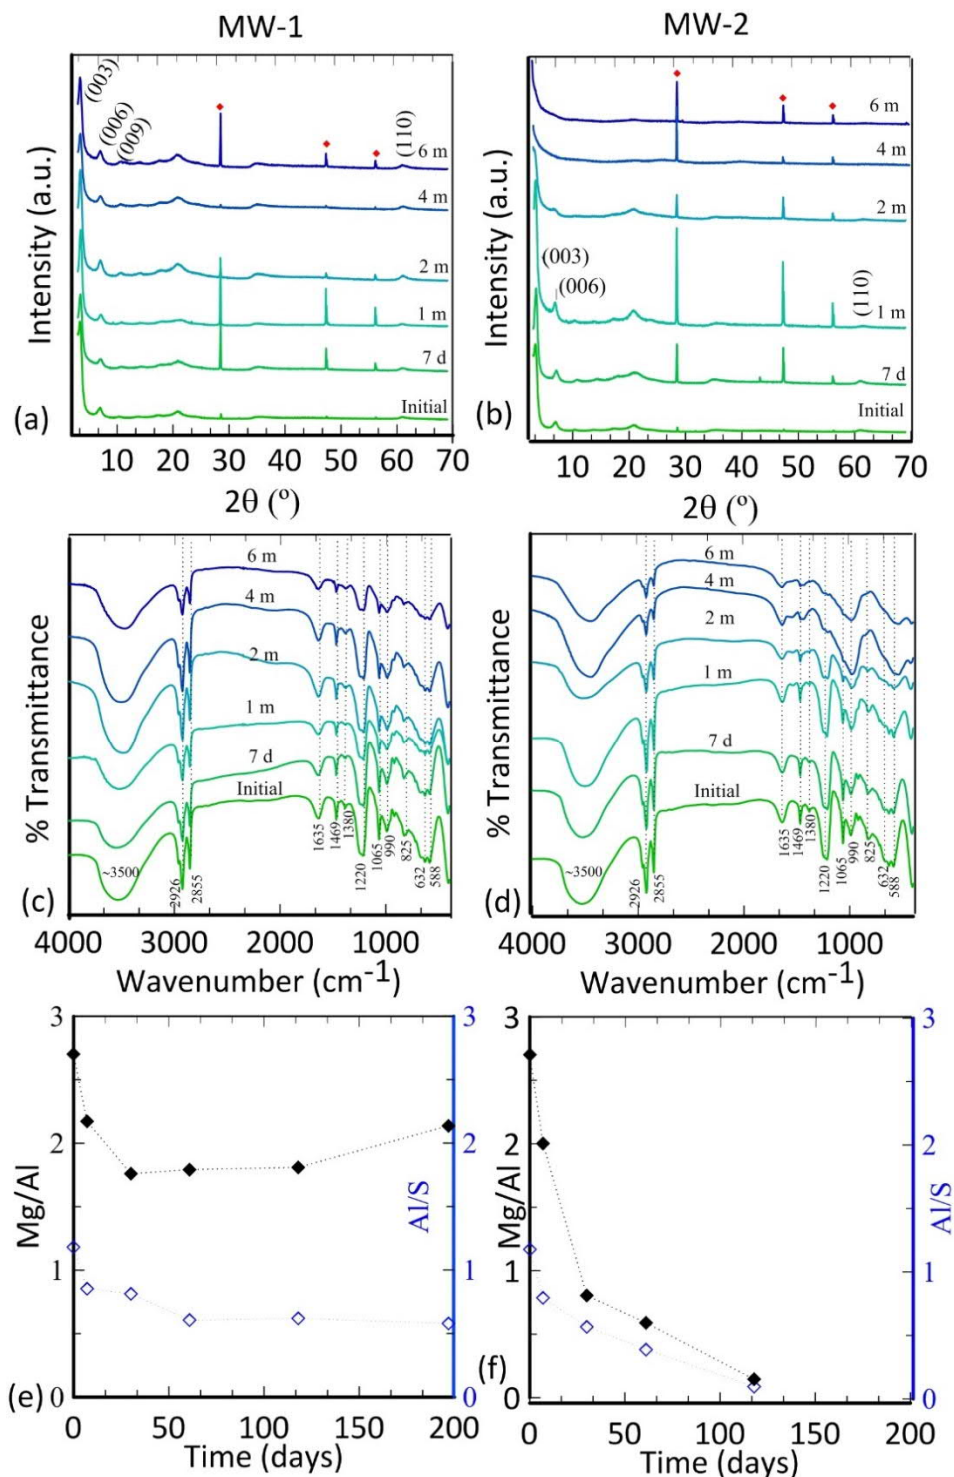 MW-1
MW-2
(003)
(006)
(009)
(110)
6 m
4 m
2 m
1 m
7 d
Initial
Intensity (a.u.)
(a)
10 20 30 40 50 60 70
2θ (º)
6 m
4 m
2 m
(003)
(006)
(110)
1 m
7 d
Initial
Intensity (a.u.)
(b)
10 20 30 40 50 60 70
2θ (º)
6 m
4 m
2 m
1 m
7 d
Initial
~3500
2926
2855
1635
1469
1380
1220
1065
990
825
632
588
% Transmittance
(c)
4000 3000 2000 1000
Wavenumber (cm-1)
6 m
4 m
2 m
1 m
7 d
Initial
~3500
2926
2855
1635
1469
1380
1220
1065
990
825
632
588
% Transmittance
(d)
4000 3000 2000 1000
Wavenumber (cm-1)
3
2
1
0
Mg/Al
3
2
1
0
Al/S
(e)
0 50 100 150 200
Time (days)
3
2
1
0
Mg/Al
3
2
1
0
Al/S
(f)
0 50 100 150 200
Time (days)